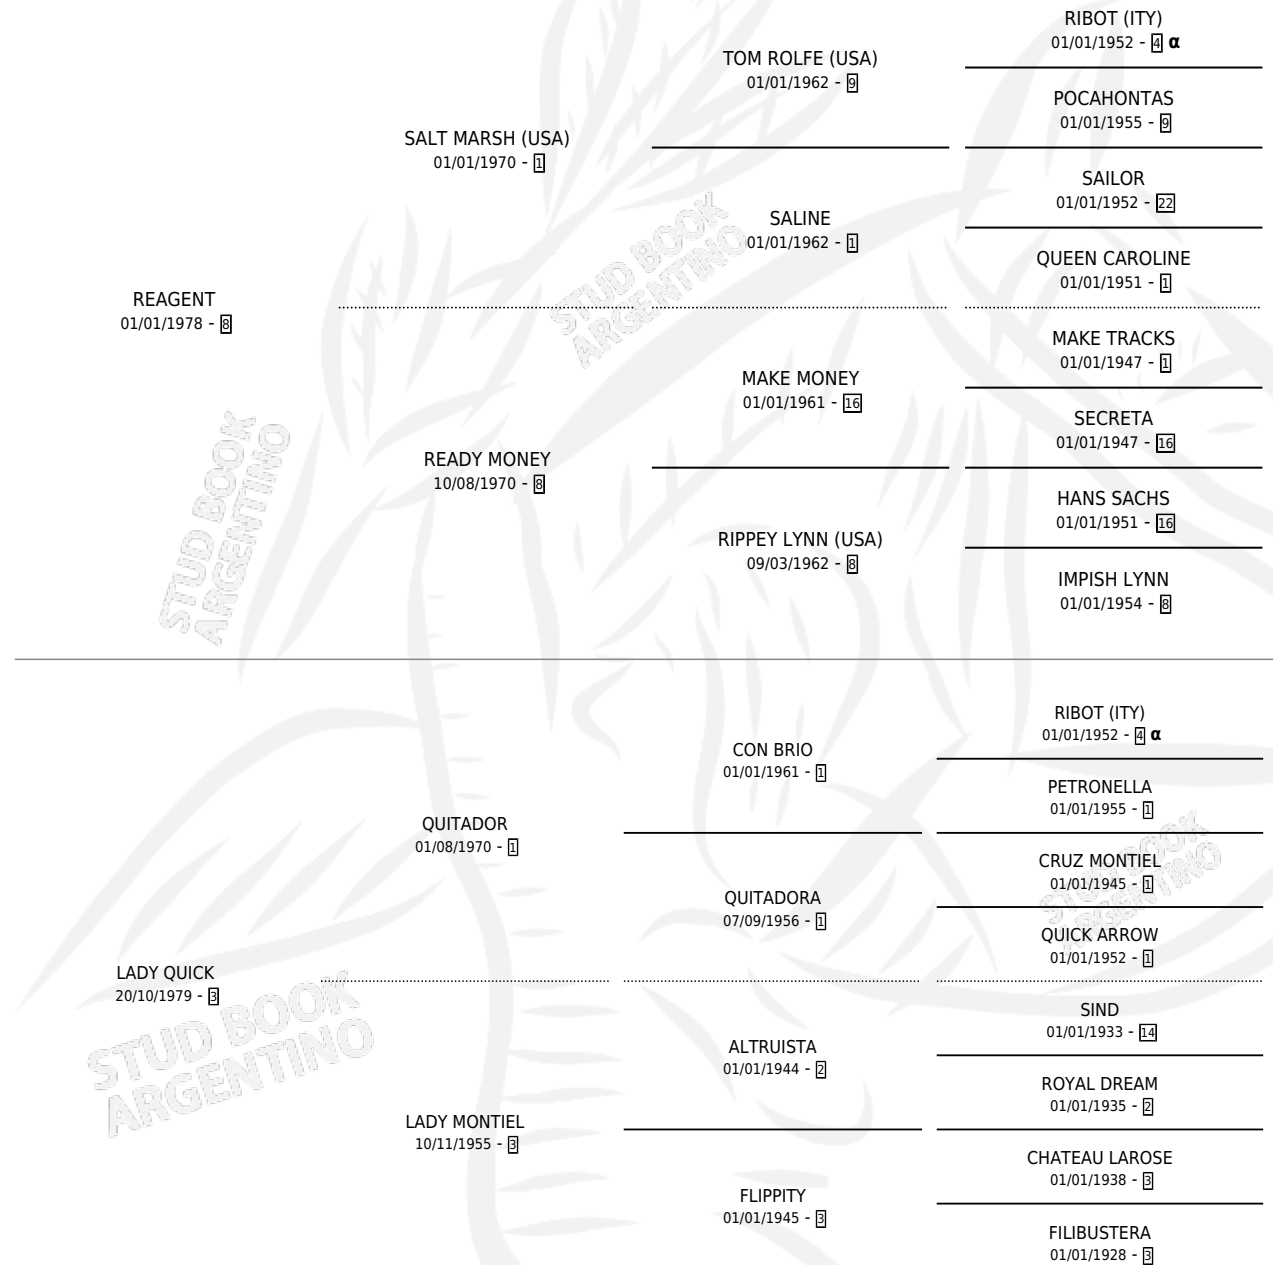 RIBOT (ITY)
01/01/1952 - 4 α
TOM ROLFE (USA)
01/01/1962 - 9
POCAHONTAS
01/01/1955 - 9
SALT MARSH (USA)
01/01/1970 - 1
SAILOR
01/01/1952 - 22
SALINE
01/01/1962 - 1
QUEEN CAROLINE
01/01/1951 - 1
STUD BOOK
ARGENTINO
REAGENT
01/01/1978 - 8
MAKE TRACKS
01/01/1947 - 1
MAKE MONEY
01/01/1961 - 16
SECRETA
01/01/1947 - 16
READY MONEY
10/08/1970 - 8
HANS SACHS
01/01/1951 - 16
RIPPEY LYNN (USA)
09/03/1962 - 8
IMPISH LYNN
01/01/1954 - 8
STUD BOOK
ARGENTINO
RIBOT (ITY)
01/01/1952 - 4 α
CON BRIO
01/01/1961 - 1
PETRONELLA
01/01/1955 - 1
QUITADOR
01/08/1970 - 1
CRUZ MONTIEL
01/01/1945 - 1
STUD BOOK
ARGENTINO
QUITADORA
07/09/1956 - 1
QUICK ARROW
01/01/1952 - 1
LADY QUICK
20/10/1979 - 3
SIND
01/01/1933 - 14
STUD BOOK
ARGENTINO
ALTRUISTA
01/01/1944 - 2
ROYAL DREAM
01/01/1935 - 2
LADY MONTIEL
10/11/1955 - 3
CHATEAU LAROSE
01/01/1938 - 3
FLIPPITY
01/01/1945 - 3
FILIBUSTERA
01/01/1928 - 3